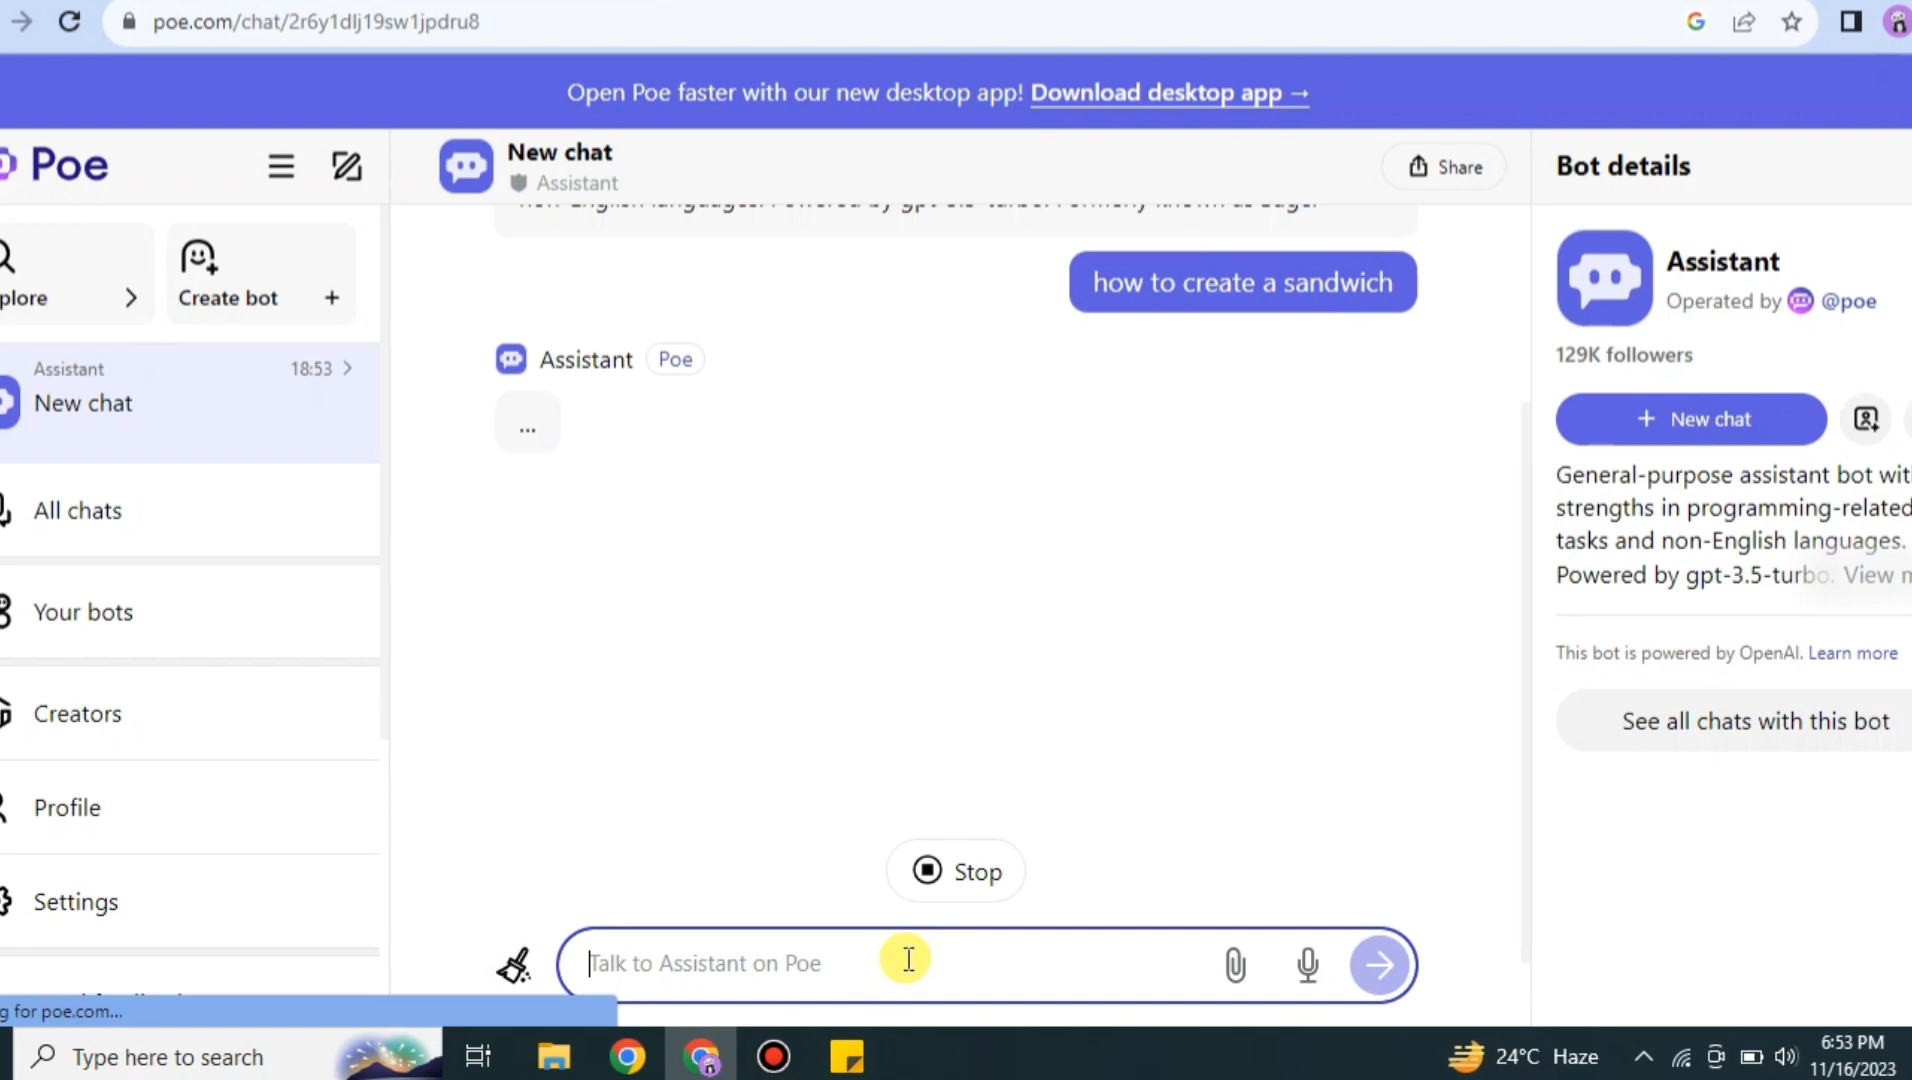 poe.com/chat/2r6y1dlj19sw1jpdru8
Open Poe faster with our new desktop app! Download desktop app →
Poe
New chat
Assistant
Share
Bot details
plore
Create bot +
Assistant 18:53
New chat
All chats
Your bots
Creators
Profile
Settings
how to create a sandwich
Assistant Poe
...
Stop
Talk to Assistant on Poe
Assistant
Operated by @poe
129K followers
+ New chat
General-purpose assistant bot wit
strengths in programming-related
tasks and non-English languages.
Powered by gpt-3.5-turbo. View m
This bot is powered by OpenAI. Learn more
See all chats with this bot
g for poe.com...
Type here to search
24°C Haze
6:53 PM
11/16/2023